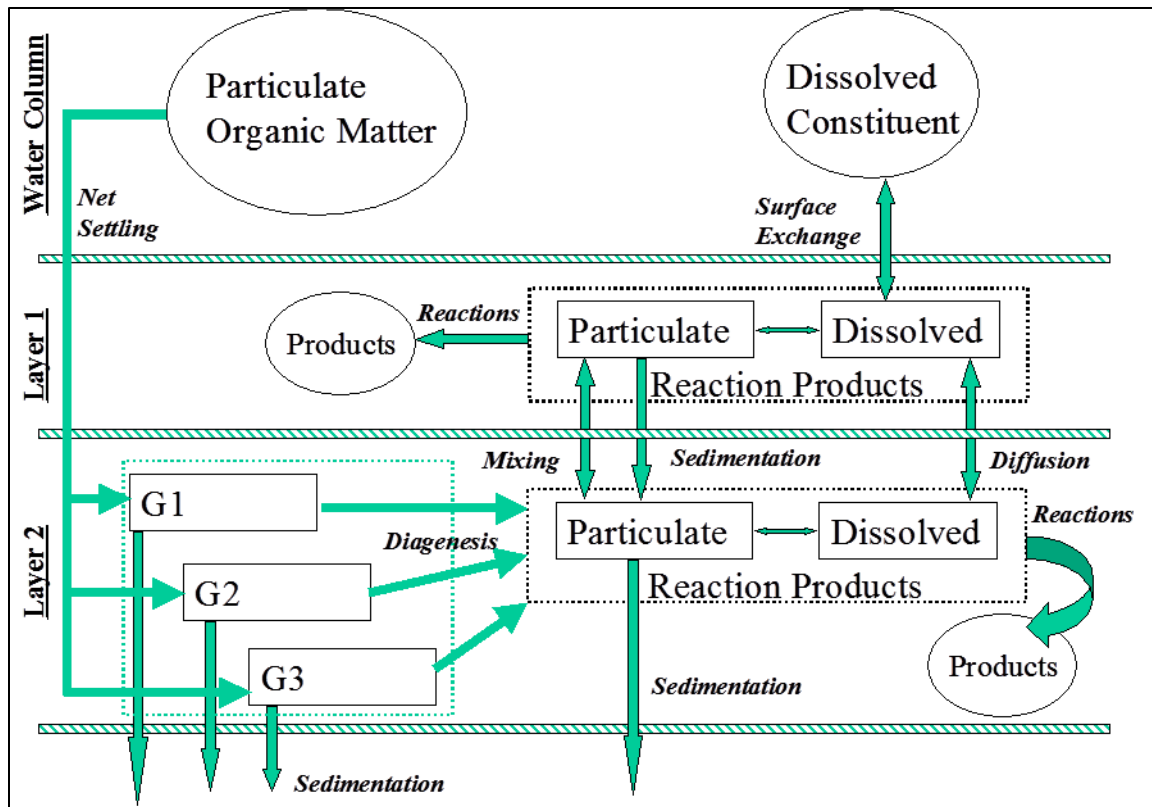 Water Column
Particulate
Organic Matter
Dissolved
Constituent
Net
Settling
Surface
Exchange
Layer 1
Products
Reactions
Particulate
Dissolved
Reaction Products
Mixing
Sedimentation
Diffusion
Layer 2
G1
G2
G3
Diagenesis
Particulate
Dissolved
Reaction Products
Reactions
Products
Sedimentation
Sedimentation